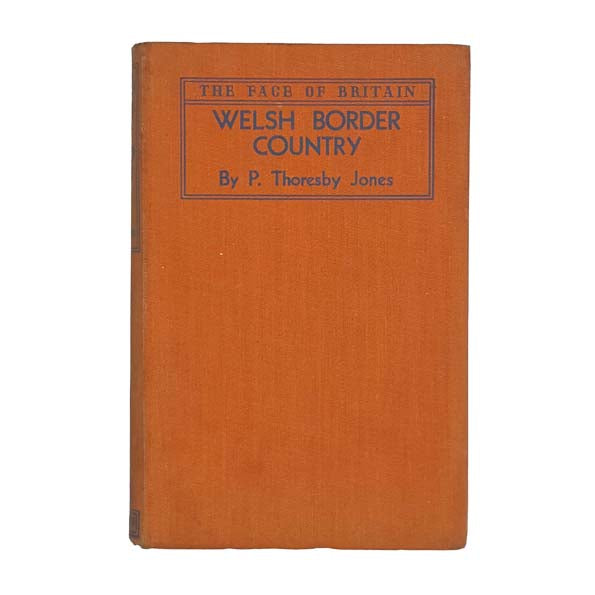 THE FACE OF BRITAIN
WELSH BORDER
COUNTRY
By P. Thoresby Jones